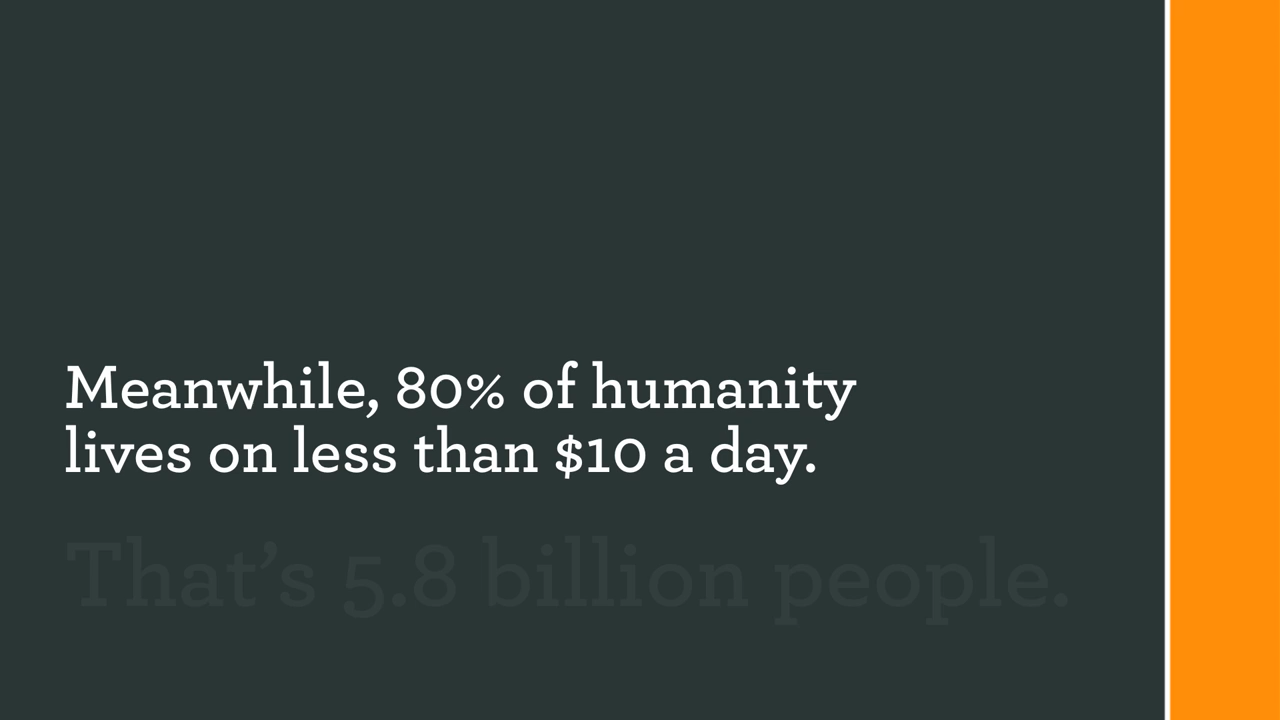 Meanwhile, 80% of humanity
lives on less than $10 a day.
That’s 5.8 billion people.